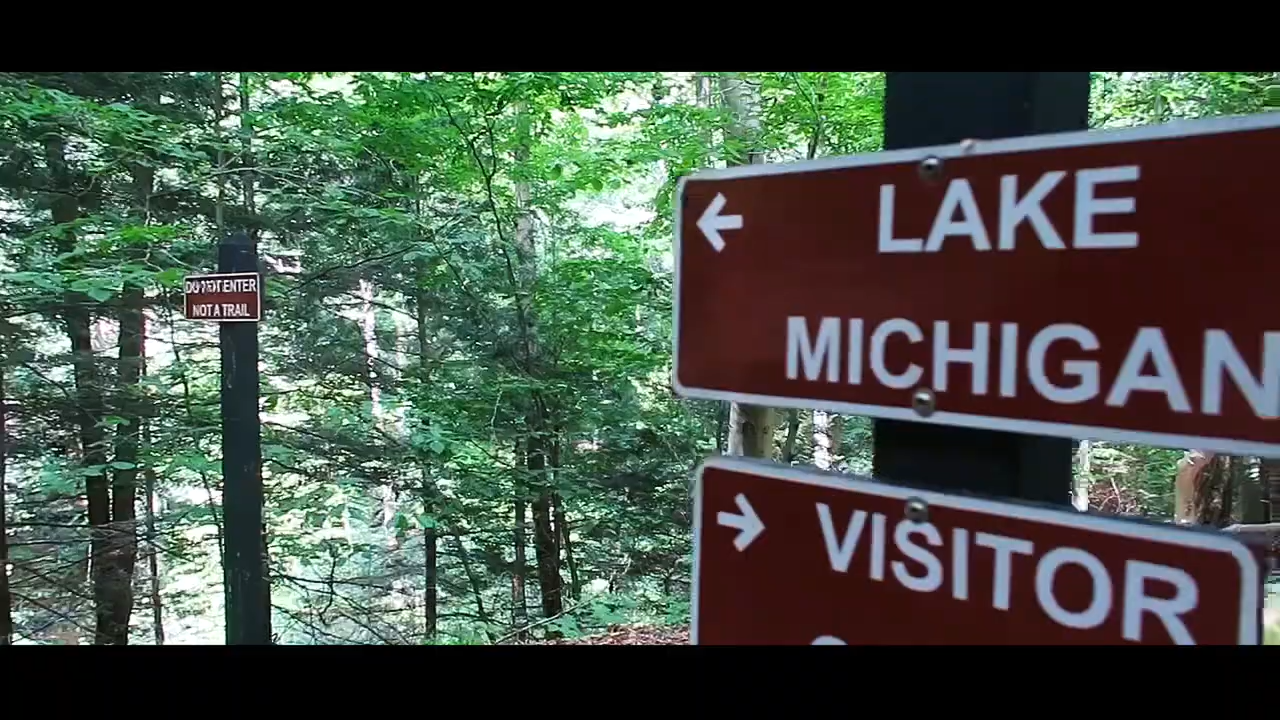 DO NOT ENTER
NOT A TRAIL
LAKE
MICHIGAN
VISITOR